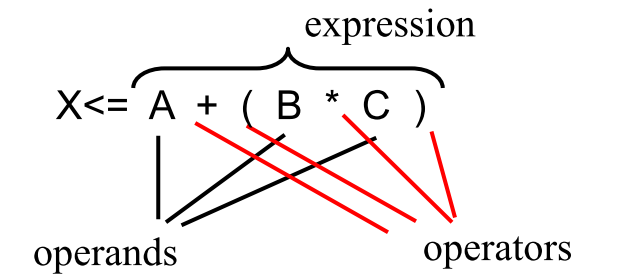 expression
X<= A + ( B * C )
operands
operators